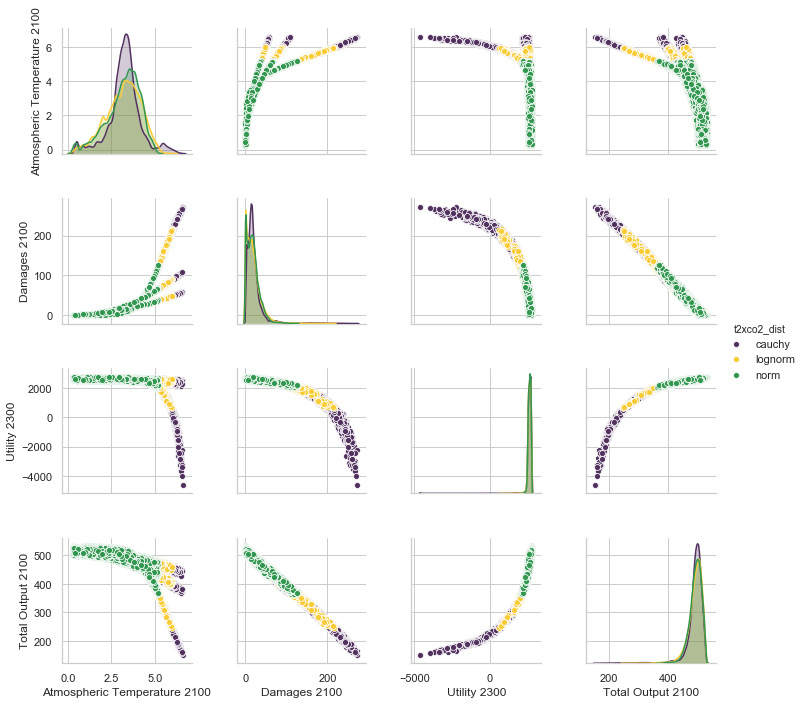 Atmospheric Temperature 2100
6
4
2
0
Damages 2100
200
100
0
t2xco2_dist
cauchy
lognorm
norm
Utility 2300
2000
0
−2000
−4000
Total Output 2100
500
400
300
200
0.0 2.5 5.0
Atmospheric Temperature 2100
0 200
Damages 2100
−5000 0
Utility 2300
200 400
Total Output 2100